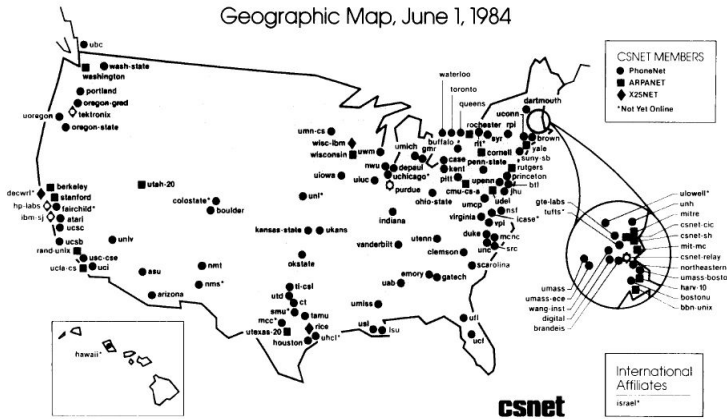 Geographic Map, June 1, 1984
CSNET MEMBERS
PhoneNet
ARPANET
X25NET
*Not Yet Online
ubc
wash-state
washington
portland
oregon-grad
tektronix
uoregon
oregon-state
waterloo
toronto
queens
dartmouth
uconn
rochester
rpi
buffalo
rit*
syr
brown
yale
umn-cs
wisc-ibm
wisconsin
uwm
umich
gmr
case
cornell
suny-sb
kent
penn-state
rutgers
nwu
depaul
uchicago*
pitt
upenn
princeton
btl
uiowa
uiuc
purdue
cmu-cs-a
jhu
ohio-state
umcp
udel
decwrl*
berkeley
stanford
hp-labs
fairchild*
ibm-sj
atari
ucsc
utah-20
colostate*
boulder
unl*
indiana
virginia
nsf
icase*
vpi
kansas-state
ukans
vanderbilt
utenn
duke
mcnc
unc
src
clemson
ucsb
univ
rand-unix
usc-cse
ucla-cs
uci
asu
nmt
okstate
scarolina
emory
gatech
uab
arizona
nms*
ti-csl
utd
ct
smu*
tamu
umiss
mcc*
utexas-20
rice
usl
lsu
ufl
houston
uhcl*
ucf
hawaii*
ulowell*
unh
gte-labs
mitre
tufts*
csnet-cic
csnet-sh
mit-mc
csnet-relay
northeastern
umass
umass-bosto
umass-ece
harv-10
wang-inst
bostonu
digital
bbn-unix
brandeis
International
Affiliates
israel*
csnet